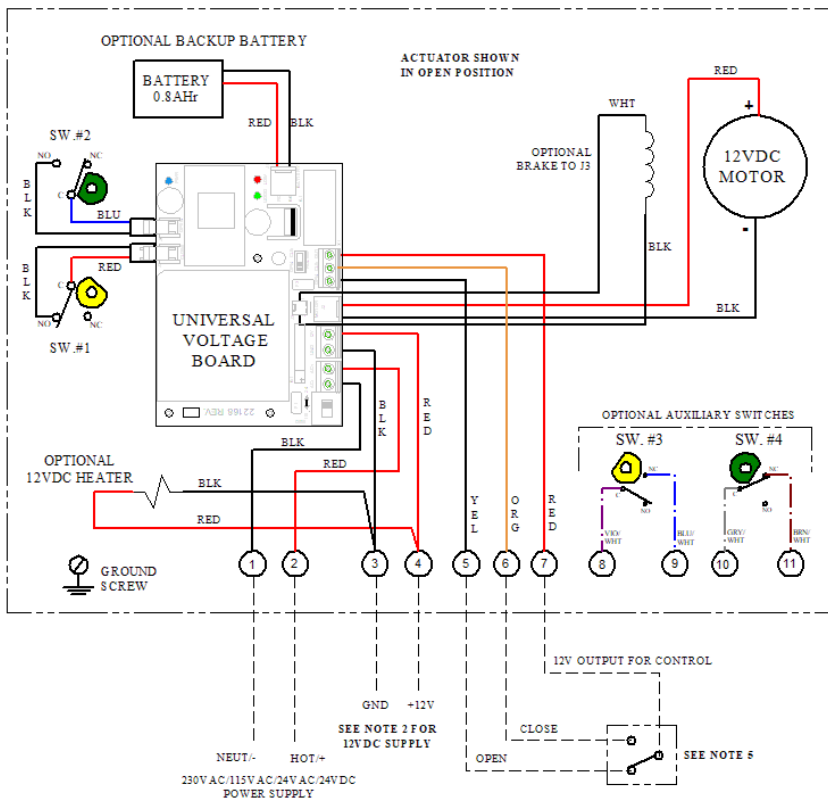 OPTIONAL BACKUP BATTERY
ACTUATOR SHOWN
IN OPEN POSITION
BATTERY
0.8AHr
RED
BLK
SW.#2
NO
NC
C
BLK
BLU
BLK
RED
C
NO
NC
SW.#1
UNIVERSAL
VOLTAGE
BOARD
22168 REV.
WHT
OPTIONAL
BRAKE TO J3
BLK
RED
+
12VDC
MOTOR
-
BLK
BLK
RED
BLK
RED
OPTIONAL
12VDC HEATER
BLK
RED
YEL
ORG
RED
OPTIONAL AUXILIARY SWITCHES
SW. #3
SW. #4
NC
C
NO
NC
C
NO
VIO/
WHT
BLU/
WHT
GRY/
WHT
BRN/
WHT
GROUND
SCREW
1
2
3
4
5
6
7
8
9
10
11
12V OUTPUT FOR CONTROL
GND
+12V
SEE NOTE 2 FOR
12VDC SUPPLY
CLOSE
OPEN
SEE NOTE 5
NEUT/-
HOT/+
230VAC/115VAC/24VAC/24VDC
POWER SUPPLY